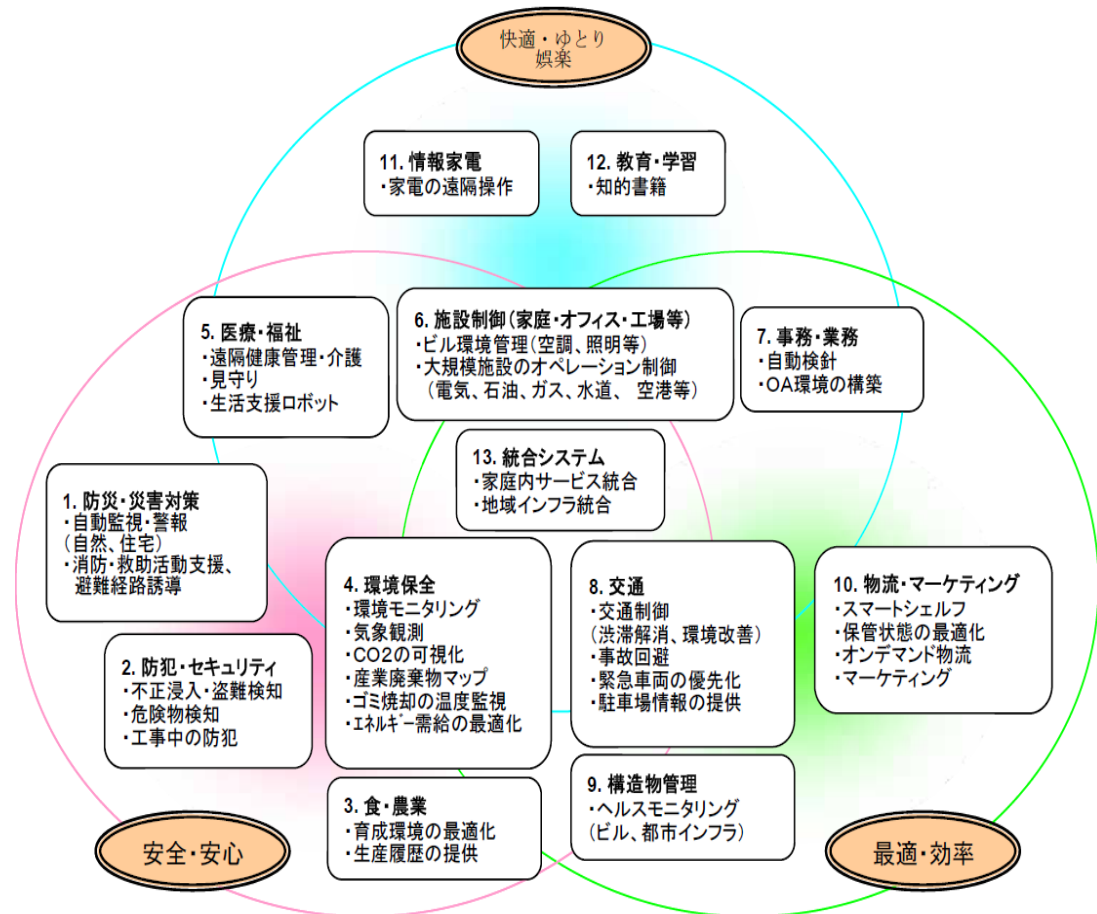 快適・ゆとり
娯楽
11. 情報家電
・家電の遠隔操作
12. 教育・学習
・知的書籍
5. 医療・福祉
・遠隔健康管理・介護
・見守り
・生活支援ロボット
6. 施設制御(家庭・オフィス・工場等)
・ビル環境管理(空調、照明等)
・大規模施設のオペレーション制御
(電気、石油、ガス、水道、 空港等)
7. 事務・業務
・自動検針
・OA環境の構築
13. 統合システム
・家庭内サービス統合
・地域インフラ統合
1. 防災・災害対策
・自動監視・警報
(自然、住宅)
・消防・救助活動支援、
避難経路誘導
4. 環境保全
・環境モニタリング
・気象観測
・CO2の可視化
・産業廃棄物マップ
・ゴミ焼却の温度監視
・エネルギー需給の最適化
8. 交通
・交通制御
(渋滞解消、環境改善)
・事故回避
・緊急車両の優先化
・駐車場情報の提供
10. 物流・マーケティング
・スマートシェルフ
・保管状態の最適化
・オンデマンド物流
・マーケティング
2. 防犯・セキュリティ
・不正浸入・盗難検知
・危険物検知
・工事中の防犯
3. 食・農業
・育成環境の最適化
・生産履歴の提供
9. 構造物管理
・ヘルスモニタリング
(ビル、都市インフラ)
安全・安心
最適・効率